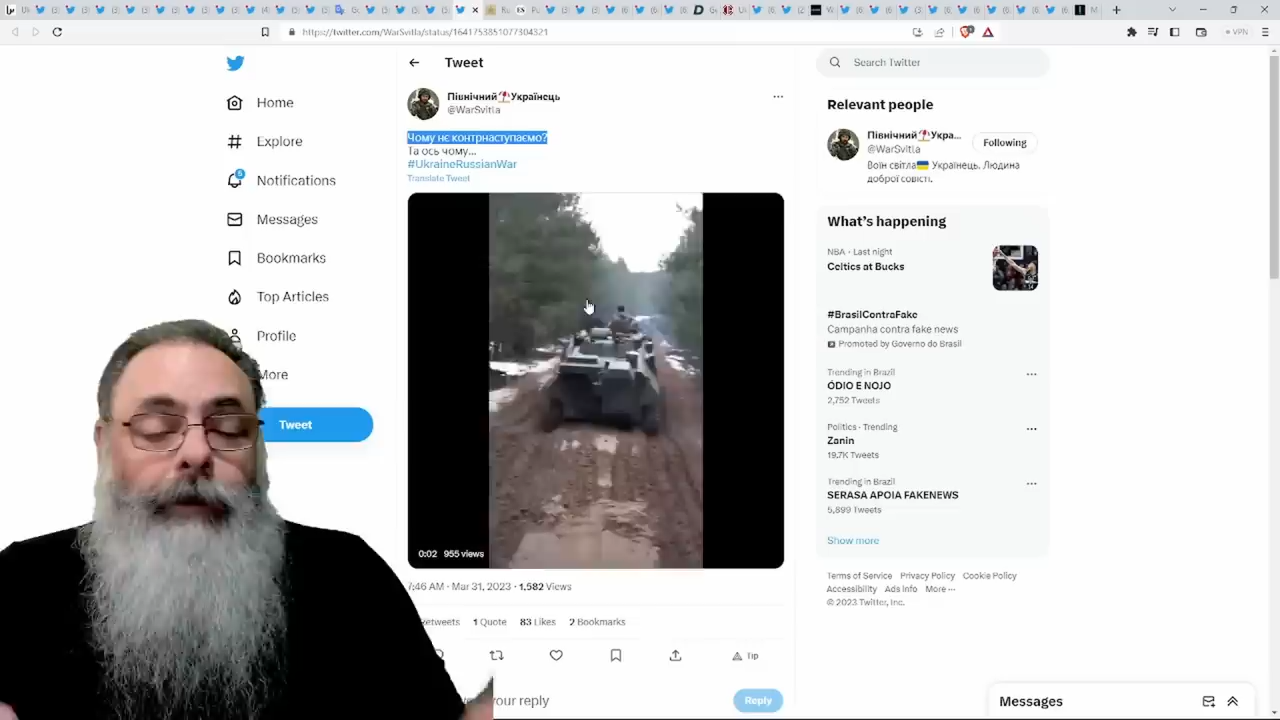 https://twitter.com/WarSvitla/status/1641753851077304321
VPN
Home
Explore
6
Notifications
Messages
Bookmarks
Top Articles
Profile
More
Tweet
Tweet
Північний Українець
@WarSvitla
Чому нє контрнаступаємо?
Та ось чому...
#UkraineRussianWar
Translate Tweet
0:02 955 views
7:46 AM · Mar 31, 2023 · 1,582 Views
etweets 1 Quote 83 Likes 2 Bookmarks
Tip
your reply
Reply
Search Twitter
Relevant people
Північний Укра...
@WarSvitla
Following
Воїн світла Українець. Людина
доброї совісті.
What's happening
NBA · Last night
Celtics at Bucks
#BrasilContraFake
Campanha contra fake news
Promoted by Governo do Brasil
Trending in Brazil
ÓDIO E NOJO
2,752 Tweets
Politics · Trending
Zanin
19.7K Tweets
Trending in Brazil
SERASA APOIA FAKENEWS
5,899 Tweets
Show more
Terms of Service Privacy Policy Cookie Policy
Accessibility Ads info More ···
© 2023 Twitter, Inc.
Messages